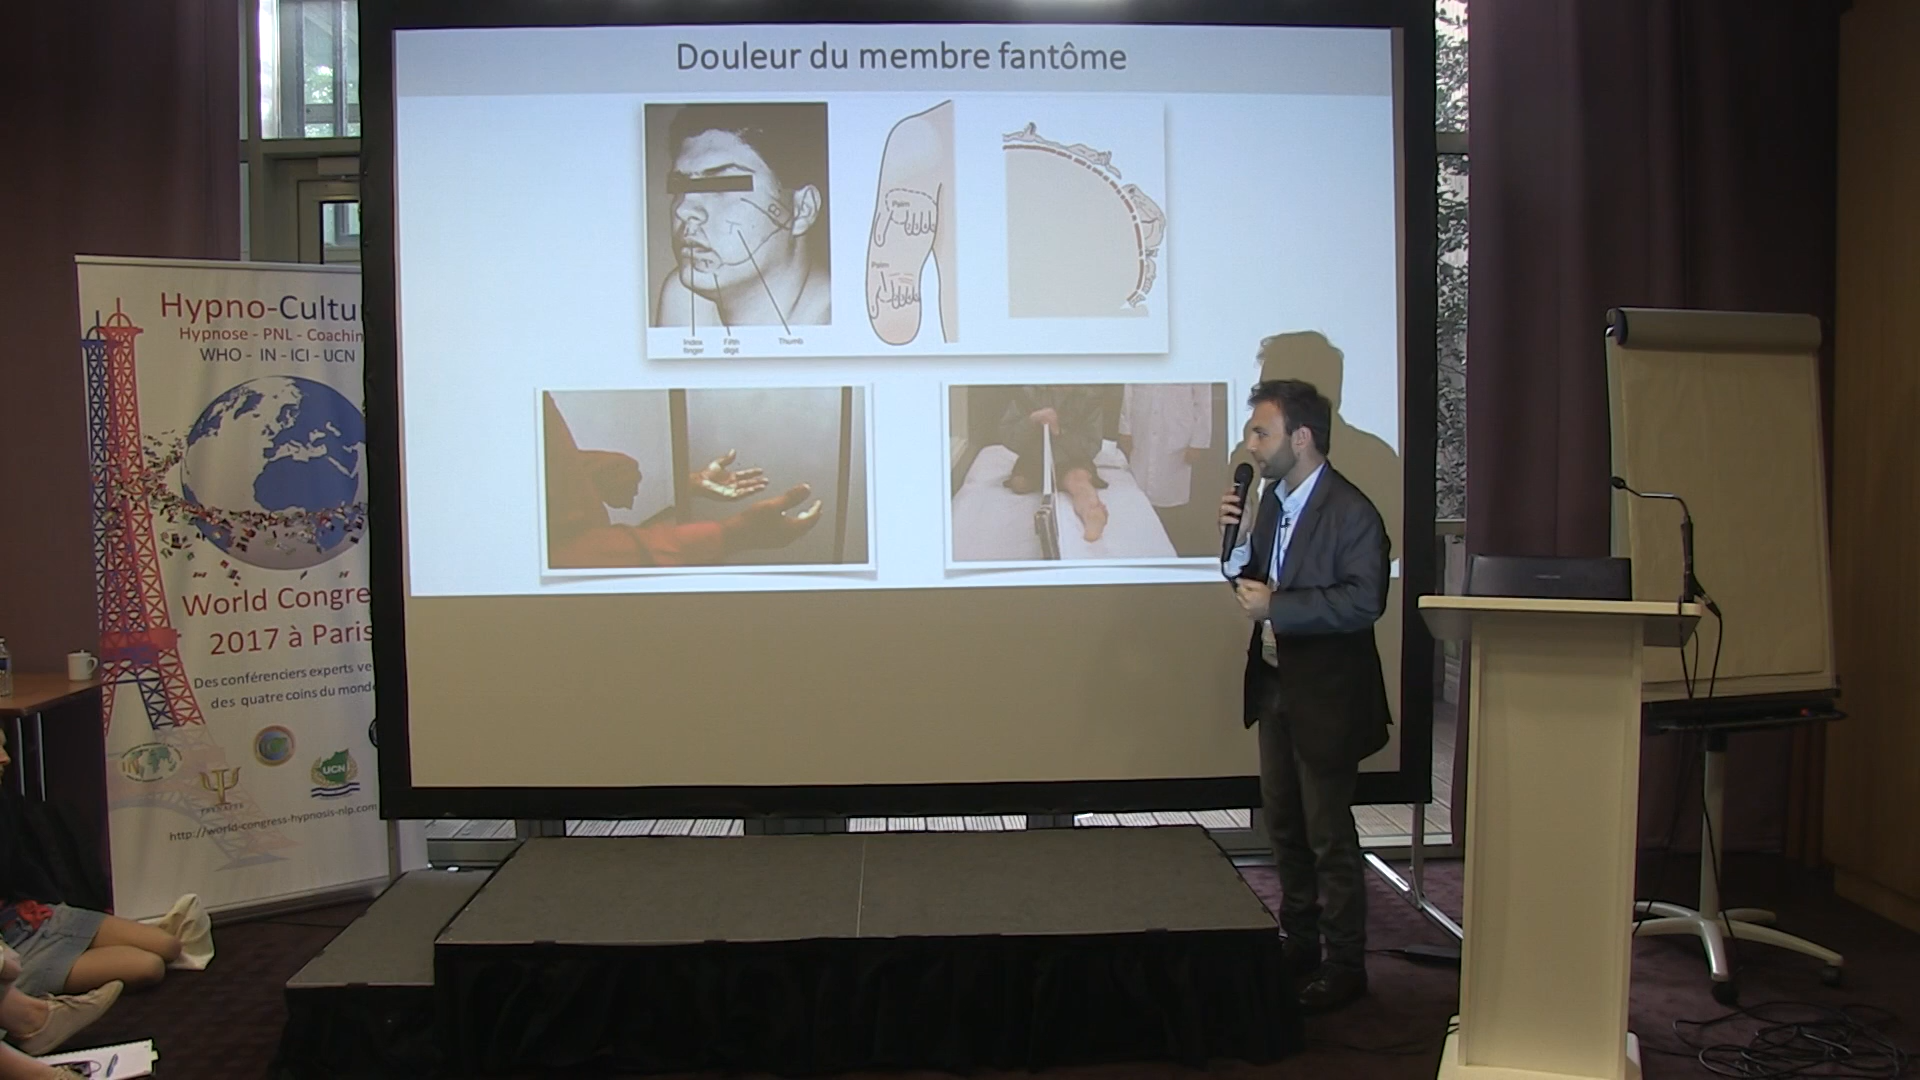 Douleur du membre fantôme
Palm
Palm
Index
finger
Fifth
digit
Thumb
Hypno-Cultur
Hypnose - PNL - Coachin
WHO - IN - ICI - UCN
World Congre
2017 à Paris
Des conférenciers experts ve
des quatre coins du monde
IN
UCN
http://world-congress-hypnosis-nlp.com